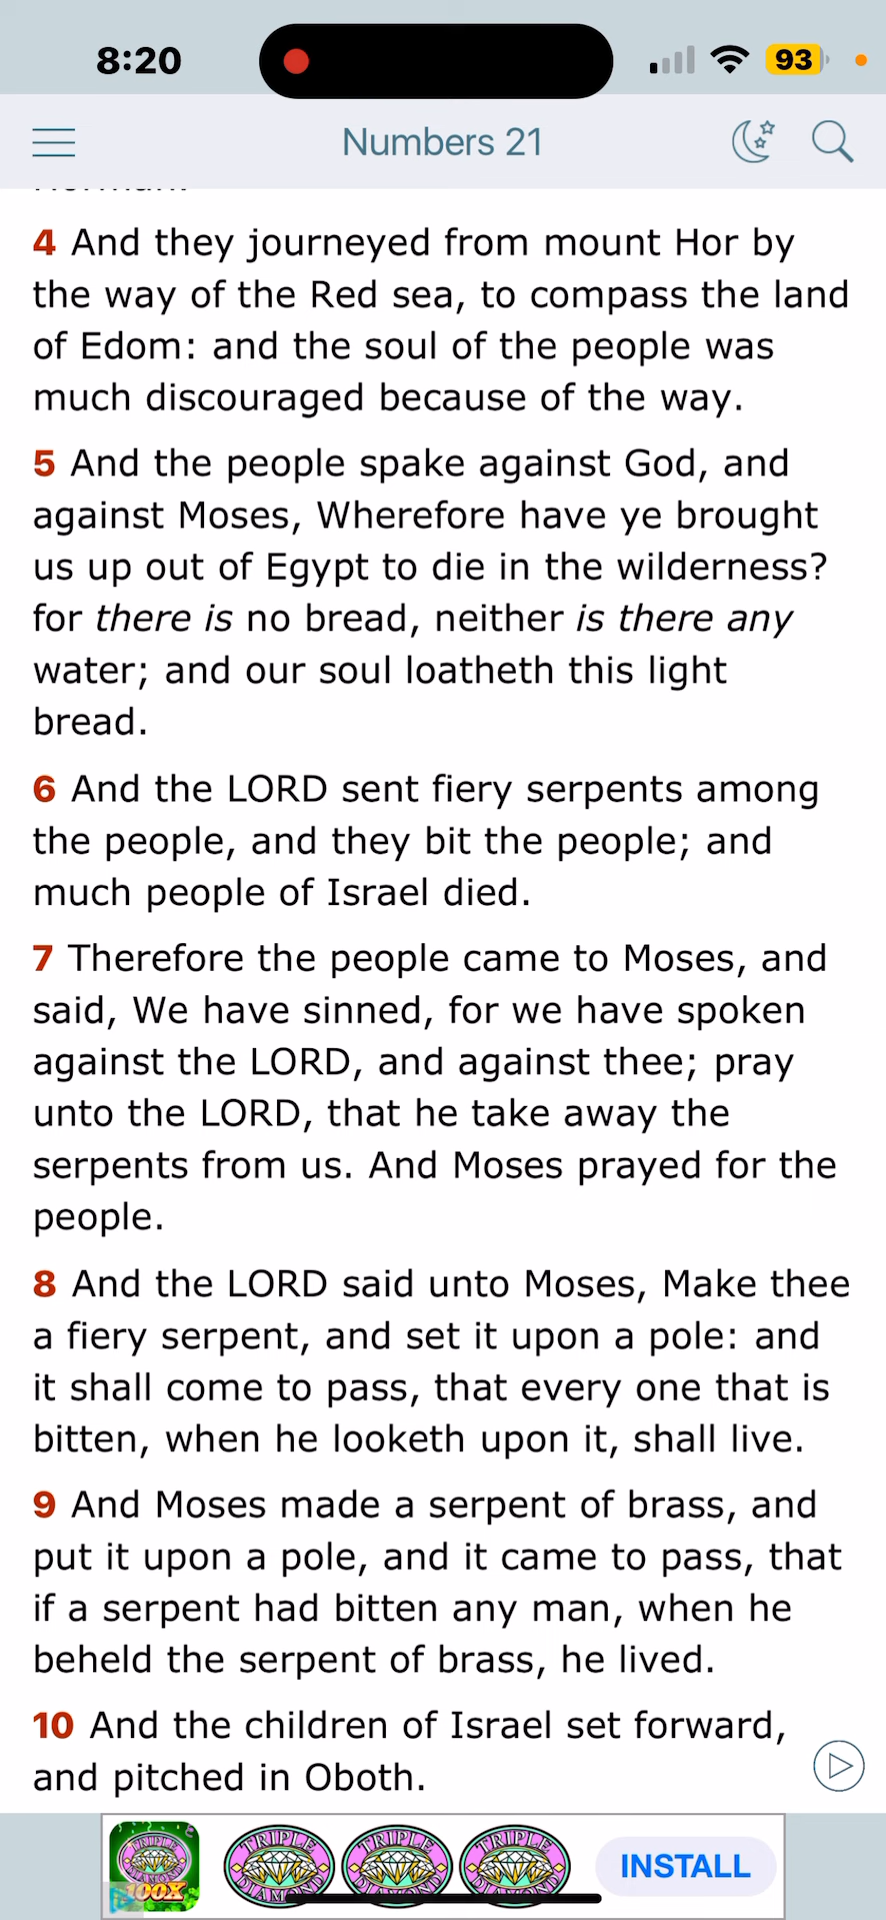 8:20
93
Numbers 21
4 And they journeyed from mount Hor by
the way of the Red sea, to compass the land
of Edom: and the soul of the people was
much discouraged because of the way.
5 And the people spake against God, and
against Moses, Wherefore have ye brought
us up out of Egypt to die in the wilderness?
for there is no bread, neither is there any
water; and our soul loatheth this light
bread.
6 And the LORD sent fiery serpents among
the people, and they bit the people; and
much people of Israel died.
7 Therefore the people came to Moses, and
said, We have sinned, for we have spoken
against the LORD, and against thee; pray
unto the LORD, that he take away the
serpents from us. And Moses prayed for the
people.
8 And the LORD said unto Moses, Make thee
a fiery serpent, and set it upon a pole: and
it shall come to pass, that every one that is
bitten, when he looketh upon it, shall live.
9 And Moses made a serpent of brass, and
put it upon a pole, and it came to pass, that
if a serpent had bitten any man, when he
beheld the serpent of brass, he lived.
10 And the children of Israel set forward,
and pitched in Oboth.
TRIPLE DIAMOND 100X
TRIPLE TRIPLE TRIPLE
INSTALL